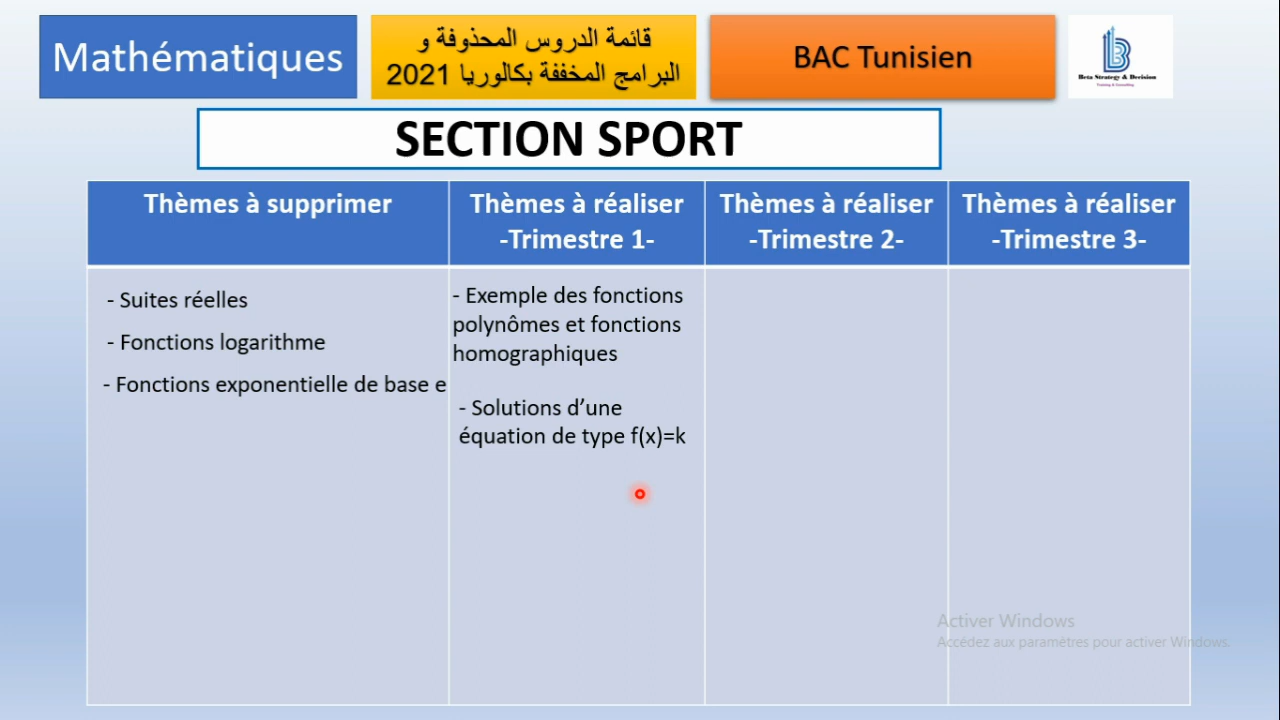 Mathématiques
قائمة الدروس المحذوفة و
البرامج المخففة بكالوريا 2021
BAC Tunisien
Beta Strategy & Decision
Training & Consulting
SECTION SPORT
Thèmes à supprimer
Thèmes à réaliser
-Trimestre 1-
Thèmes à réaliser
-Trimestre 2-
Thèmes à réaliser
-Trimestre 3-
- Suites réelles
- Fonctions logarithme
- Fonctions exponentielle de base e
- Exemple des fonctions
polynômes et fonctions
homographiques
- Solutions d’une
équation de type f(x)=k
Activer Windows
Accédez aux paramètres pour activer Windows.